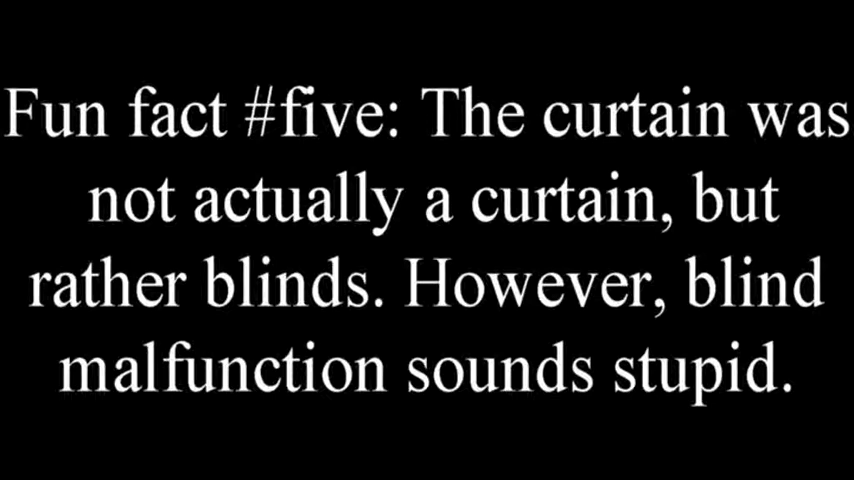 Fun fact #five: The curtain was
not actually a curtain, but
rather blinds. However, blind
malfunction sounds stupid.